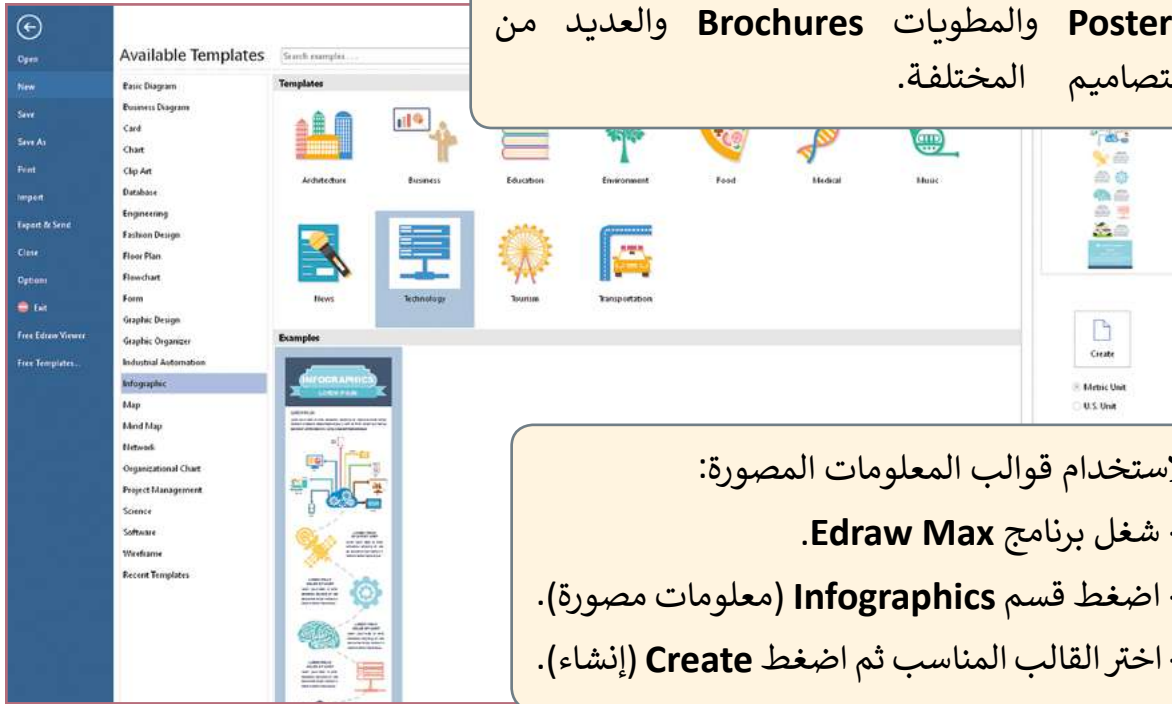 Poster والمطويات Brochures والعديد من
المختلفة.
Open
New
Save
Save As
Print
Import
Export & Send
Close
Options
Exit
Free Edraw Viewer
Free Templates...
Available Templates
Search examples...
Basic Diagram
Business Diagram
Card
Chart
Clip Art
Database
Engineering
Fashion Design
Floor Plan
Flowchart
Form
Graphic Design
Graphic Organizer
Industrial Automation
Infographic
Map
Mind Map
Network
Organizational Chart
Project Management
Science
Software
Wireframe
Recent Templates
Templates
Architecture
Business
Education
Environment
Food
Medical
Music
News
Technology
Tourism
Transportation
Examples
INFOGRAPHICS
LOREM IPSUM
Create
Metric Unit
U.S. Unit
لاستخدام قوالب المعلومات المصورة:
شغل برنامج Edraw Max.
اضغط قسم Infographics (معلومات مصورة).
اختر القالب المناسب ثم اضغط Create (إنشاء).